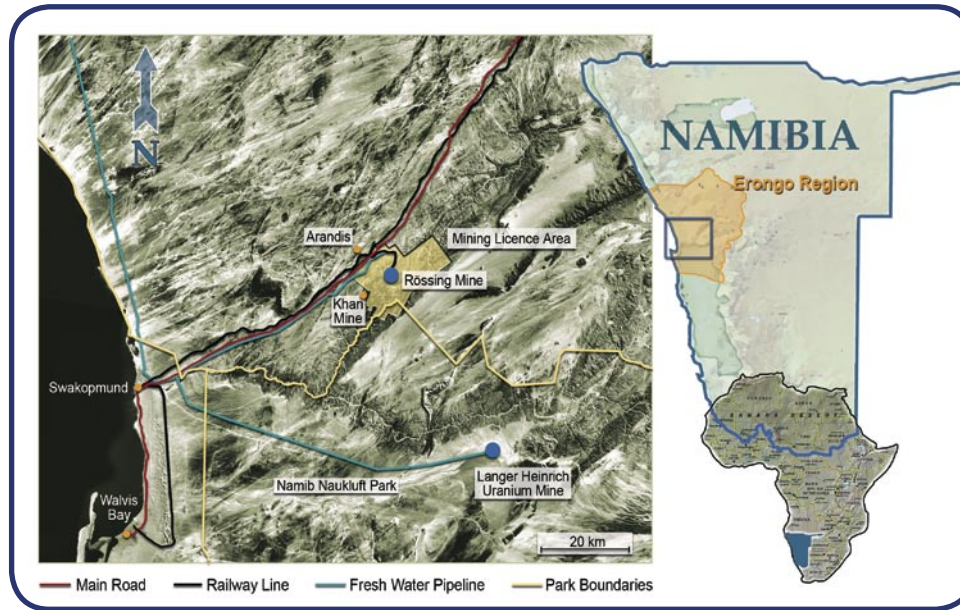 N
NAMIBIA
Erongo Region
Arandis
Mining Licence Area
Rössing Mine
Khan
Mine
Swakopmund
Namib Naukluft Park
Langer Heinrich
Uranium Mine
Walvis
Bay
20 km
Main Road
Railway Line
Fresh Water Pipeline
Park Boundaries